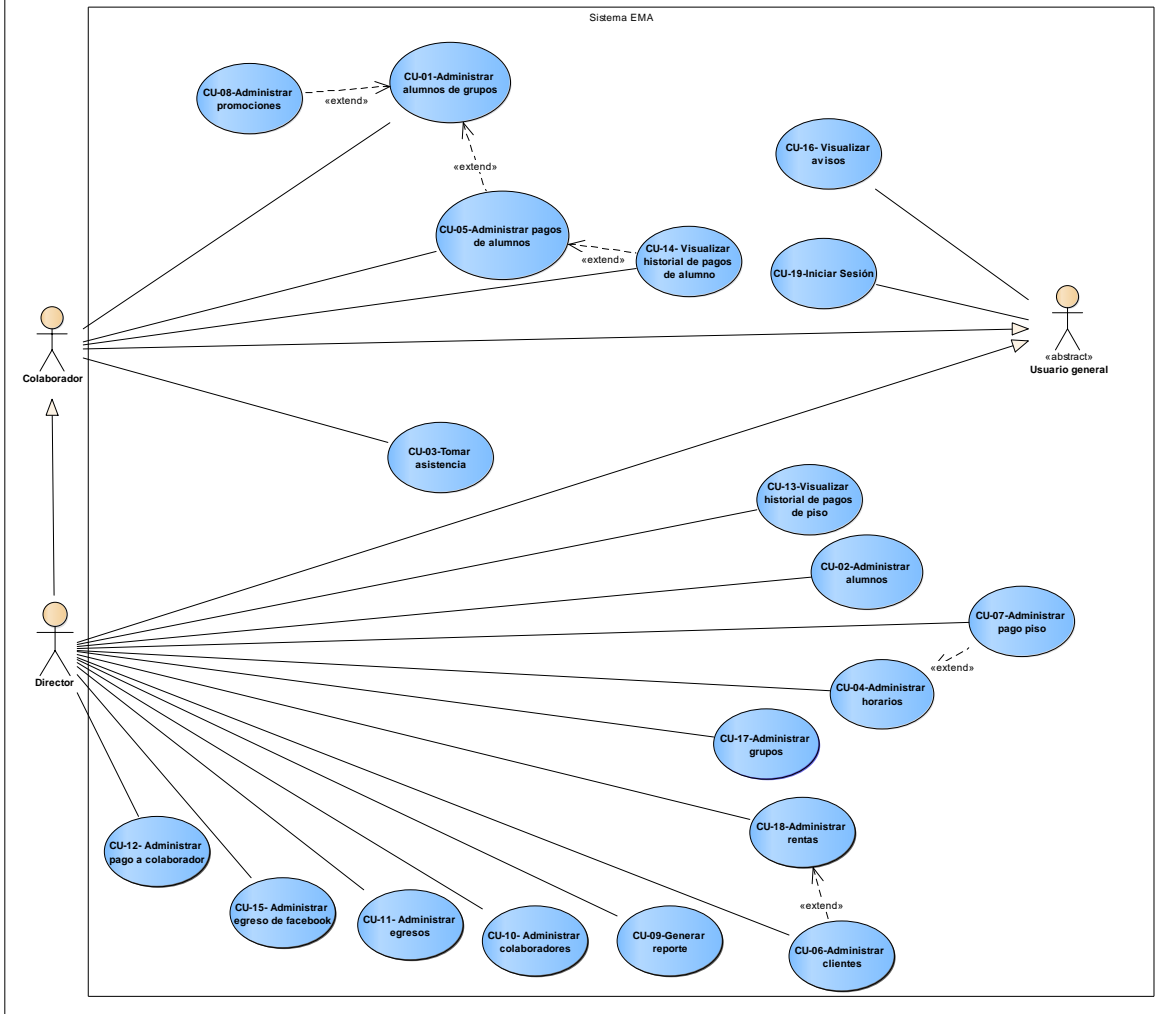 Sistema EMA
CU-01-Administrar
alumnos de grupos
CU-08-Administrar
promociones
«extend»
CU-16- Visualizar
avisos
«extend»
CU-05-Administrar pagos
de alumnos
CU-14- Visualizar
historial de pagos
de alumno
«extend»
CU-19-Iniciar Sesión
«abstract»
Usuario general
Colaborador
CU-03-Tomar
asistencia
CU-13-Visualizar
historial de pagos
de piso
CU-02-Administrar
alumnos
CU-07-Administrar
pago piso
«extend»
Director
CU-04-Administrar
horarios
CU-17-Administrar
grupos
CU-18-Administrar
rentas
CU-12- Administrar
pago a colaborador
«extend»
CU-15- Administrar
egreso de facebook
CU-11- Administrar
egresos
CU-10- Administrar
colaboradores
CU-09-Generar
reporte
CU-06-Administrar
clientes